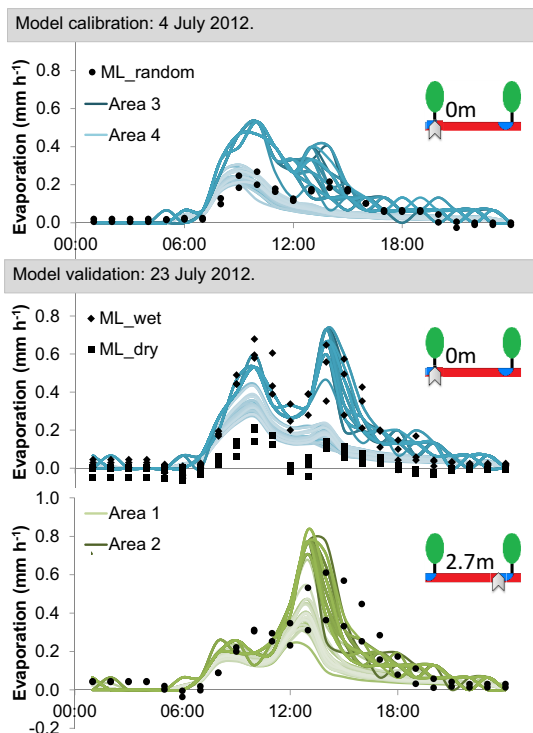 Model calibration: 4 July 2012.
Evaporation (mm h⁻¹)
0.8
0.6
0.4
0.2
0.0
ML_random
Area 3
Area 4
0m
00:00 06:00 12:00 18:00
Model validation: 23 July 2012.
Evaporation (mm h⁻¹)
0.8
0.6
0.4
0.2
0.0
ML_wet
ML_dry
0m
Evaporation (mm h⁻¹)
1.0
0.8
0.6
0.4
0.2
0.0
-0.2
Area 1
Area 2
2.7m
00:00 06:00 12:00 18:00